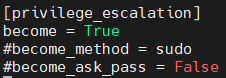 [privilege_escalation]
become = True
#become_method = sudo
#become_ask_pass = False